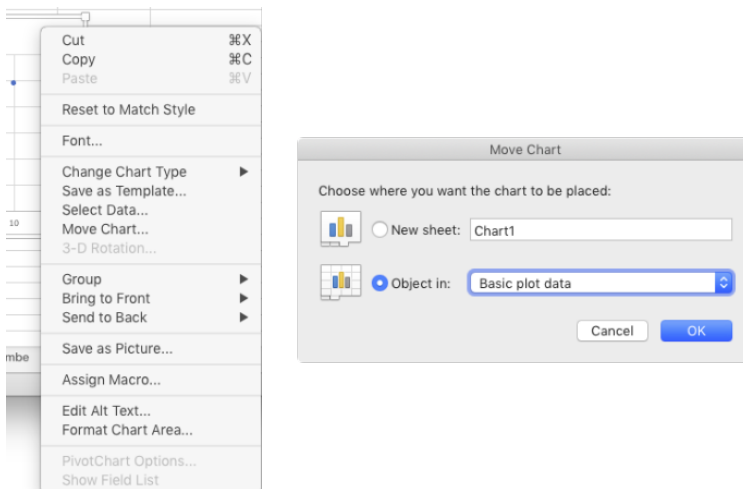 Cut ⌘X
Copy ⌘C
Paste ⌘V
Reset to Match Style
Font...
Change Chart Type
Save as Template...
Select Data...
Move Chart...
3-D Rotation...
Group
Bring to Front
Send to Back
Save as Picture...
Assign Macro...
Edit Alt Text...
Format Chart Area...
PivotChart Options...
Show Field List
10
mbe
Move Chart
Choose where you want the chart to be placed:
New sheet: Chart1
Object in: Basic plot data
Cancel OK